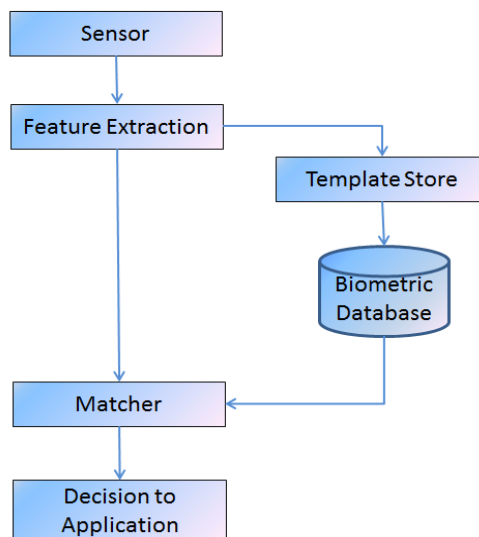 Sensor
Feature Extraction
Template Store
Biometric
Database
Matcher
Decision to
Application